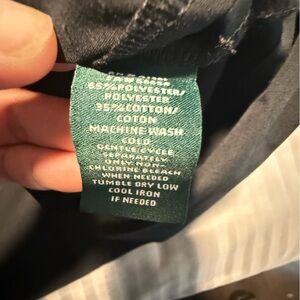 65%POLYESTER/
POLYESTER
35%COTTON/
COTON
MACHINE WASH
COLD
GENTLE CYCLE
SEPARATELY
ONLY NON-
CHLORINE BLEACH
WHEN NEEDED
TUMBLE DRY LOW
COOL IRON
IF NEEDED